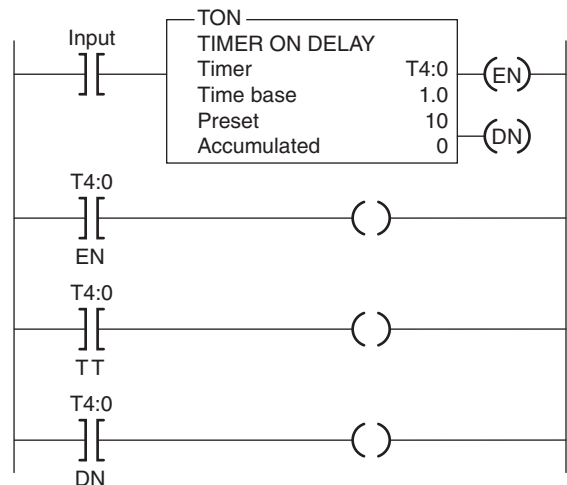 Input
TON
TIMER ON DELAY
Timer T4:0
Time base 1.0
Preset 10
Accumulated 0
EN
DN
T4:0
EN
T4:0
TT
T4:0
DN